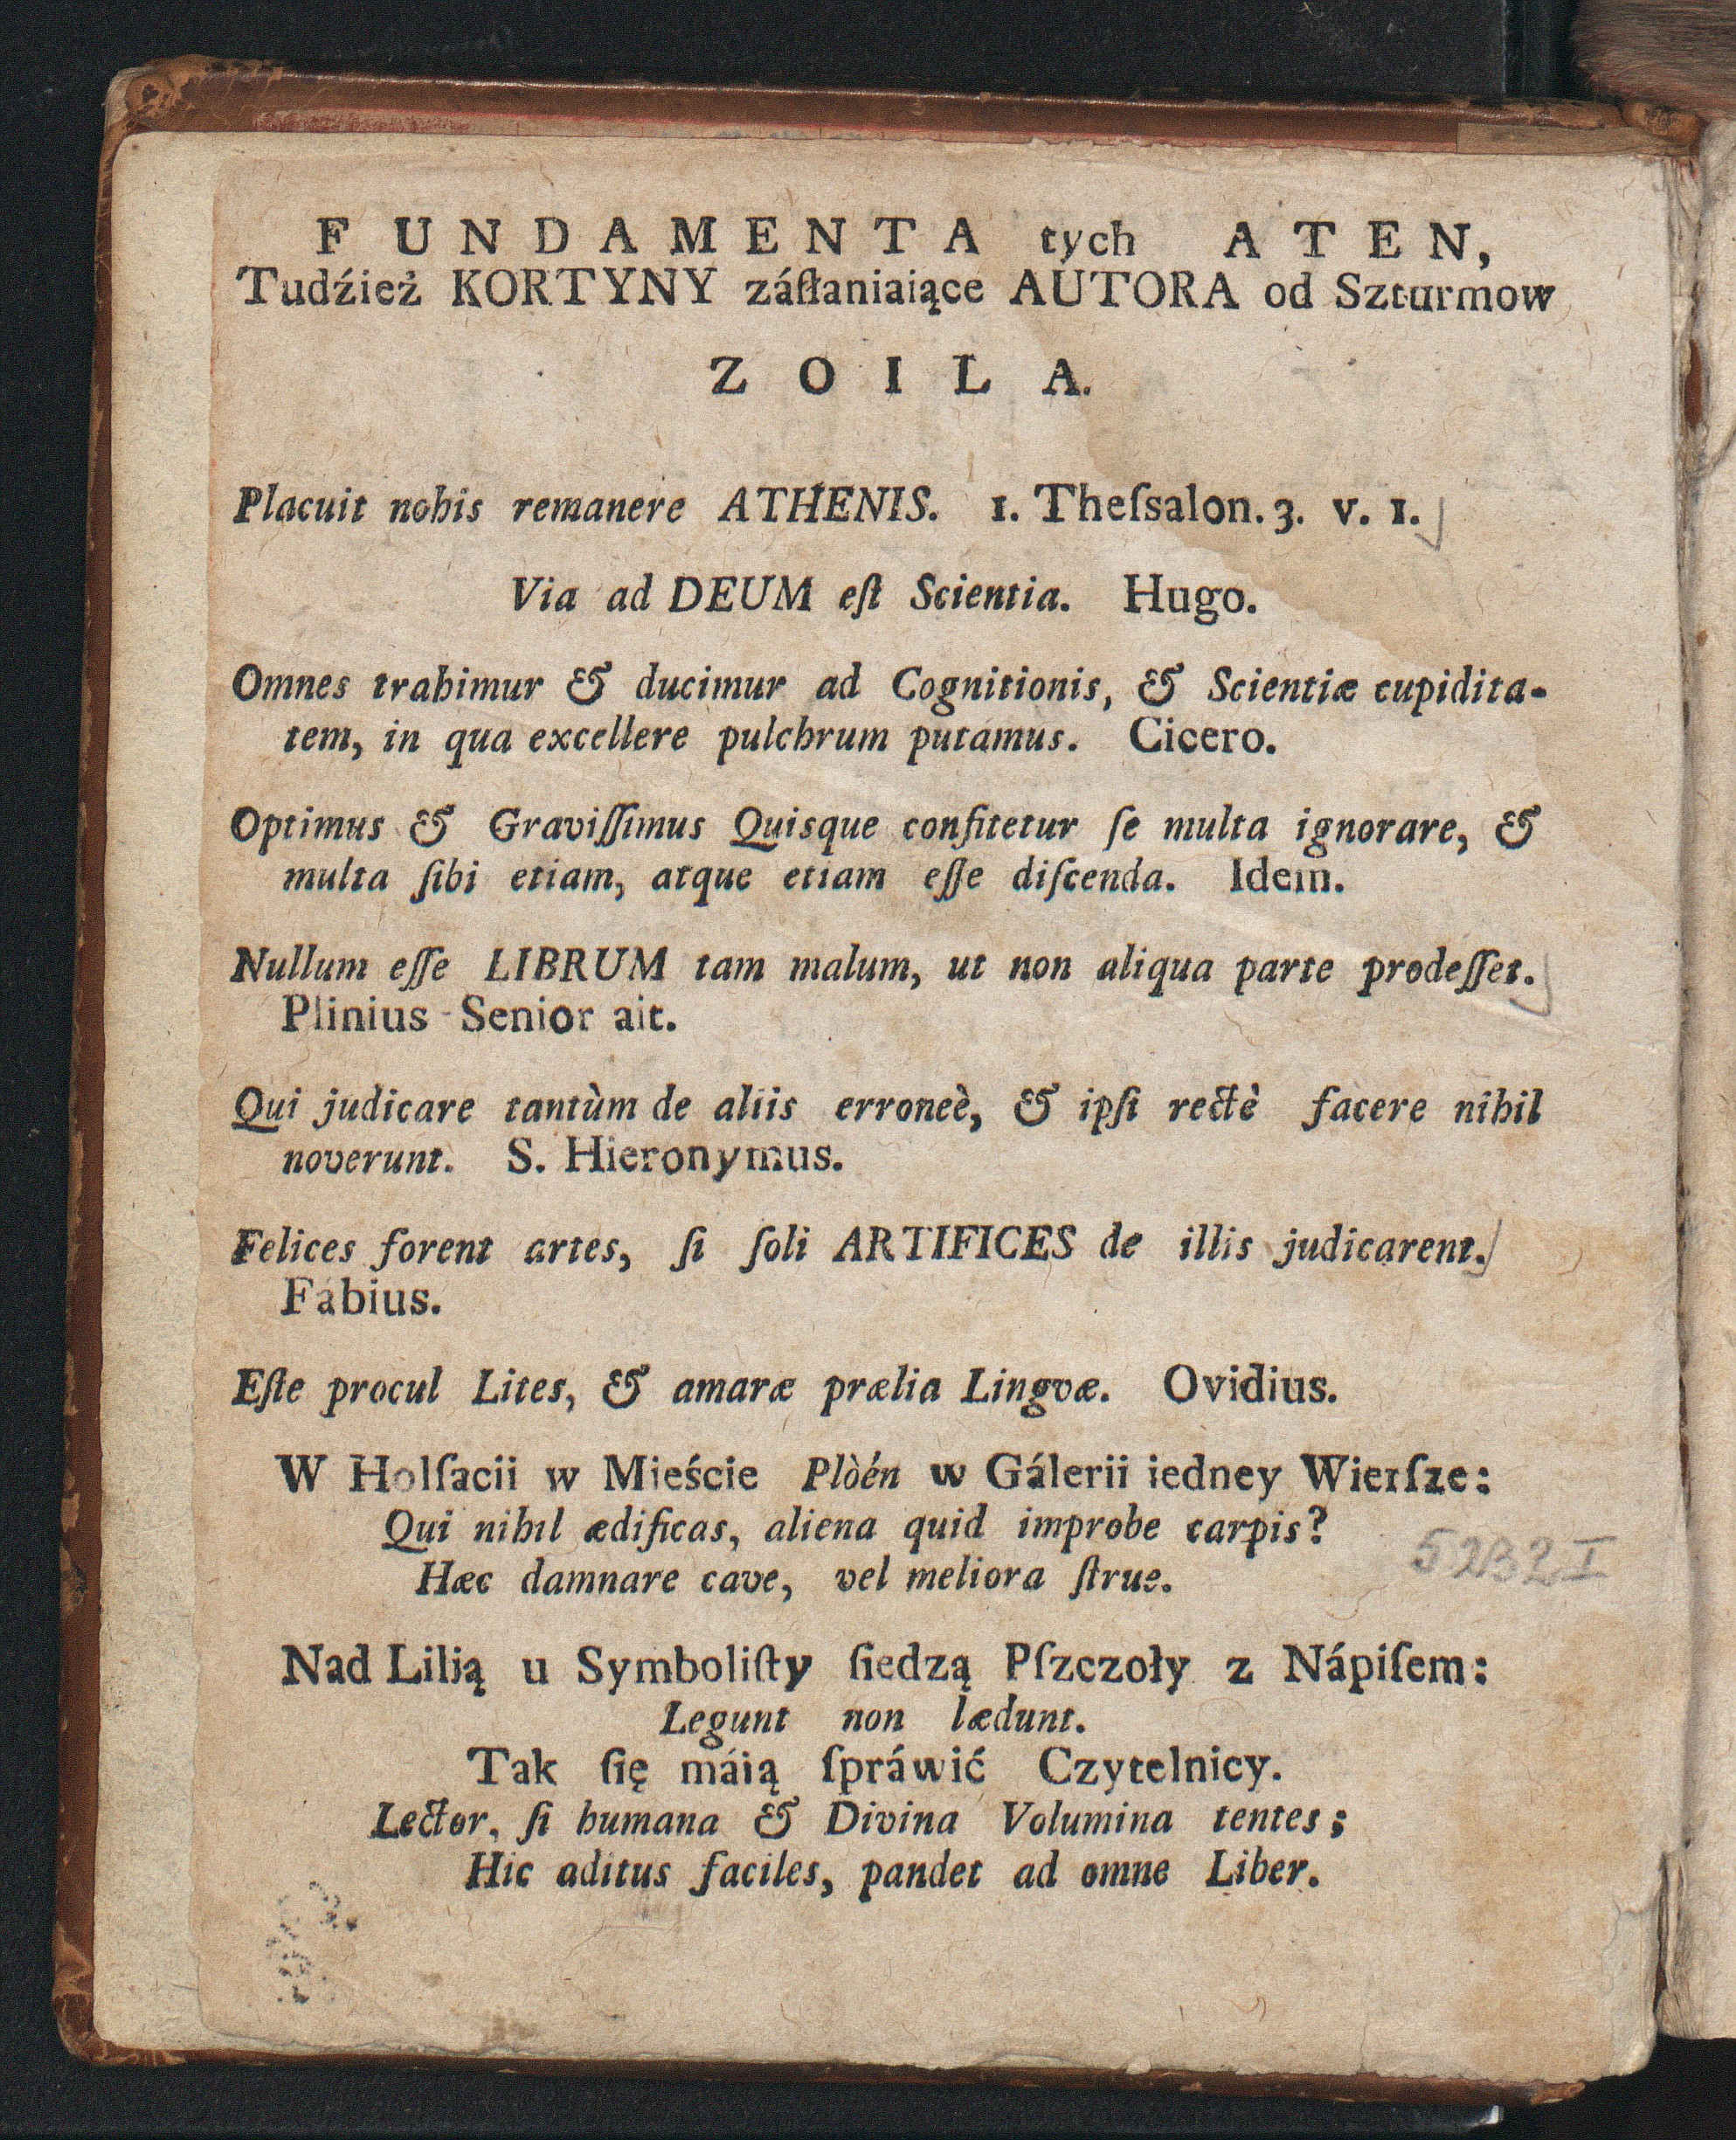 FUNDAMENTA tych ATEN,
Tudźież KORTYNY záſłaniaiące AUTORA od Szturmow
ZOILA.
Placuit nobis remanere ATHENIS. 1. Theſsalon. 3. v. 1.
Via ad DEUM eſt Scientia. Hugo.
Omnes trahimur & ducimur ad Cognitionis, & Scientiæ cupidita-
tem, in qua excellere pulchrum putamus. Cicero.
Optimus & Graviſſimus Quisque confitetur ſe multa ignorare, &
multa ſibi etiam, atque etiam eſſe diſcenda. Idem.
Nullum eſſe LIBRUM tam malum, ut non aliqua parte prodeſſet.
Plinius Senior ait.
Qui judicare tantùm de aliis erroneè, & ipſi rectè facere nihil
noverunt. S. Hieronymus.
Felices forent artes, ſi ſoli ARTIFICES de illis judicarent.
Fábius.
Eſte procul Lites, & amaræ prælia Lingvæ. Ovidius.
W Holſacii w Mieście Plòén w Gálerii iedney Wierſze:
Qui nihil ædificas, aliena quid improbe carpis?
Hæc damnare cave, vel meliora ſtrue.
5232 I
Nad Lilią u Symboliſty ſiedzą Pſzczoły z Nápiſem:
Legunt non lædunt.
Tak ſię máią ſpráwić Czytelnicy.
Lector, ſi humana & Divina Volumina tentes;
Hic aditus faciles, pandet ad omne Liber.